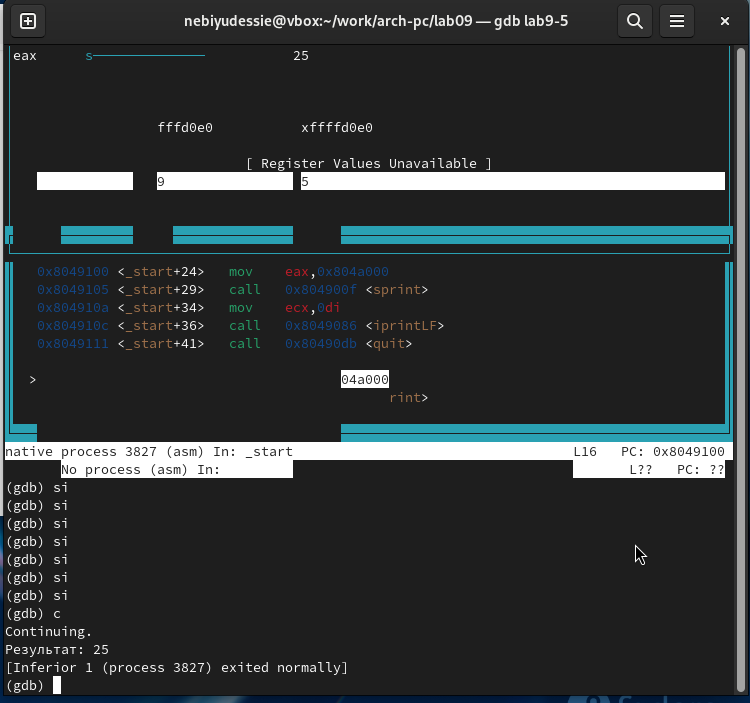 nebiyudessie@vbox:~/work/arch-pc/lab09 — gdb lab9-5
eax s 25
fffd0e0 xffffd0e0
[ Register Values Unavailable ]
9 5
0x8049100 <_start+24> mov eax,0x804a000
0x8049105 <_start+29> call 0x804900f <sprint>
0x804910a <_start+34> mov ecx,0di
0x804910c <_start+36> call 0x8049086 <iprintLF>
0x8049111 <_start+41> call 0x80490db <quit>
> 04a000
rint>
native process 3827 (asm) In: _start L16 PC: 0x8049100
No process (asm) In: L?? PC: ??
(gdb) si
(gdb) si
(gdb) si
(gdb) si
(gdb) si
(gdb) si
(gdb) si
(gdb) c
Continuing.
Результат: 25
[Inferior 1 (process 3827) exited normally]
(gdb)